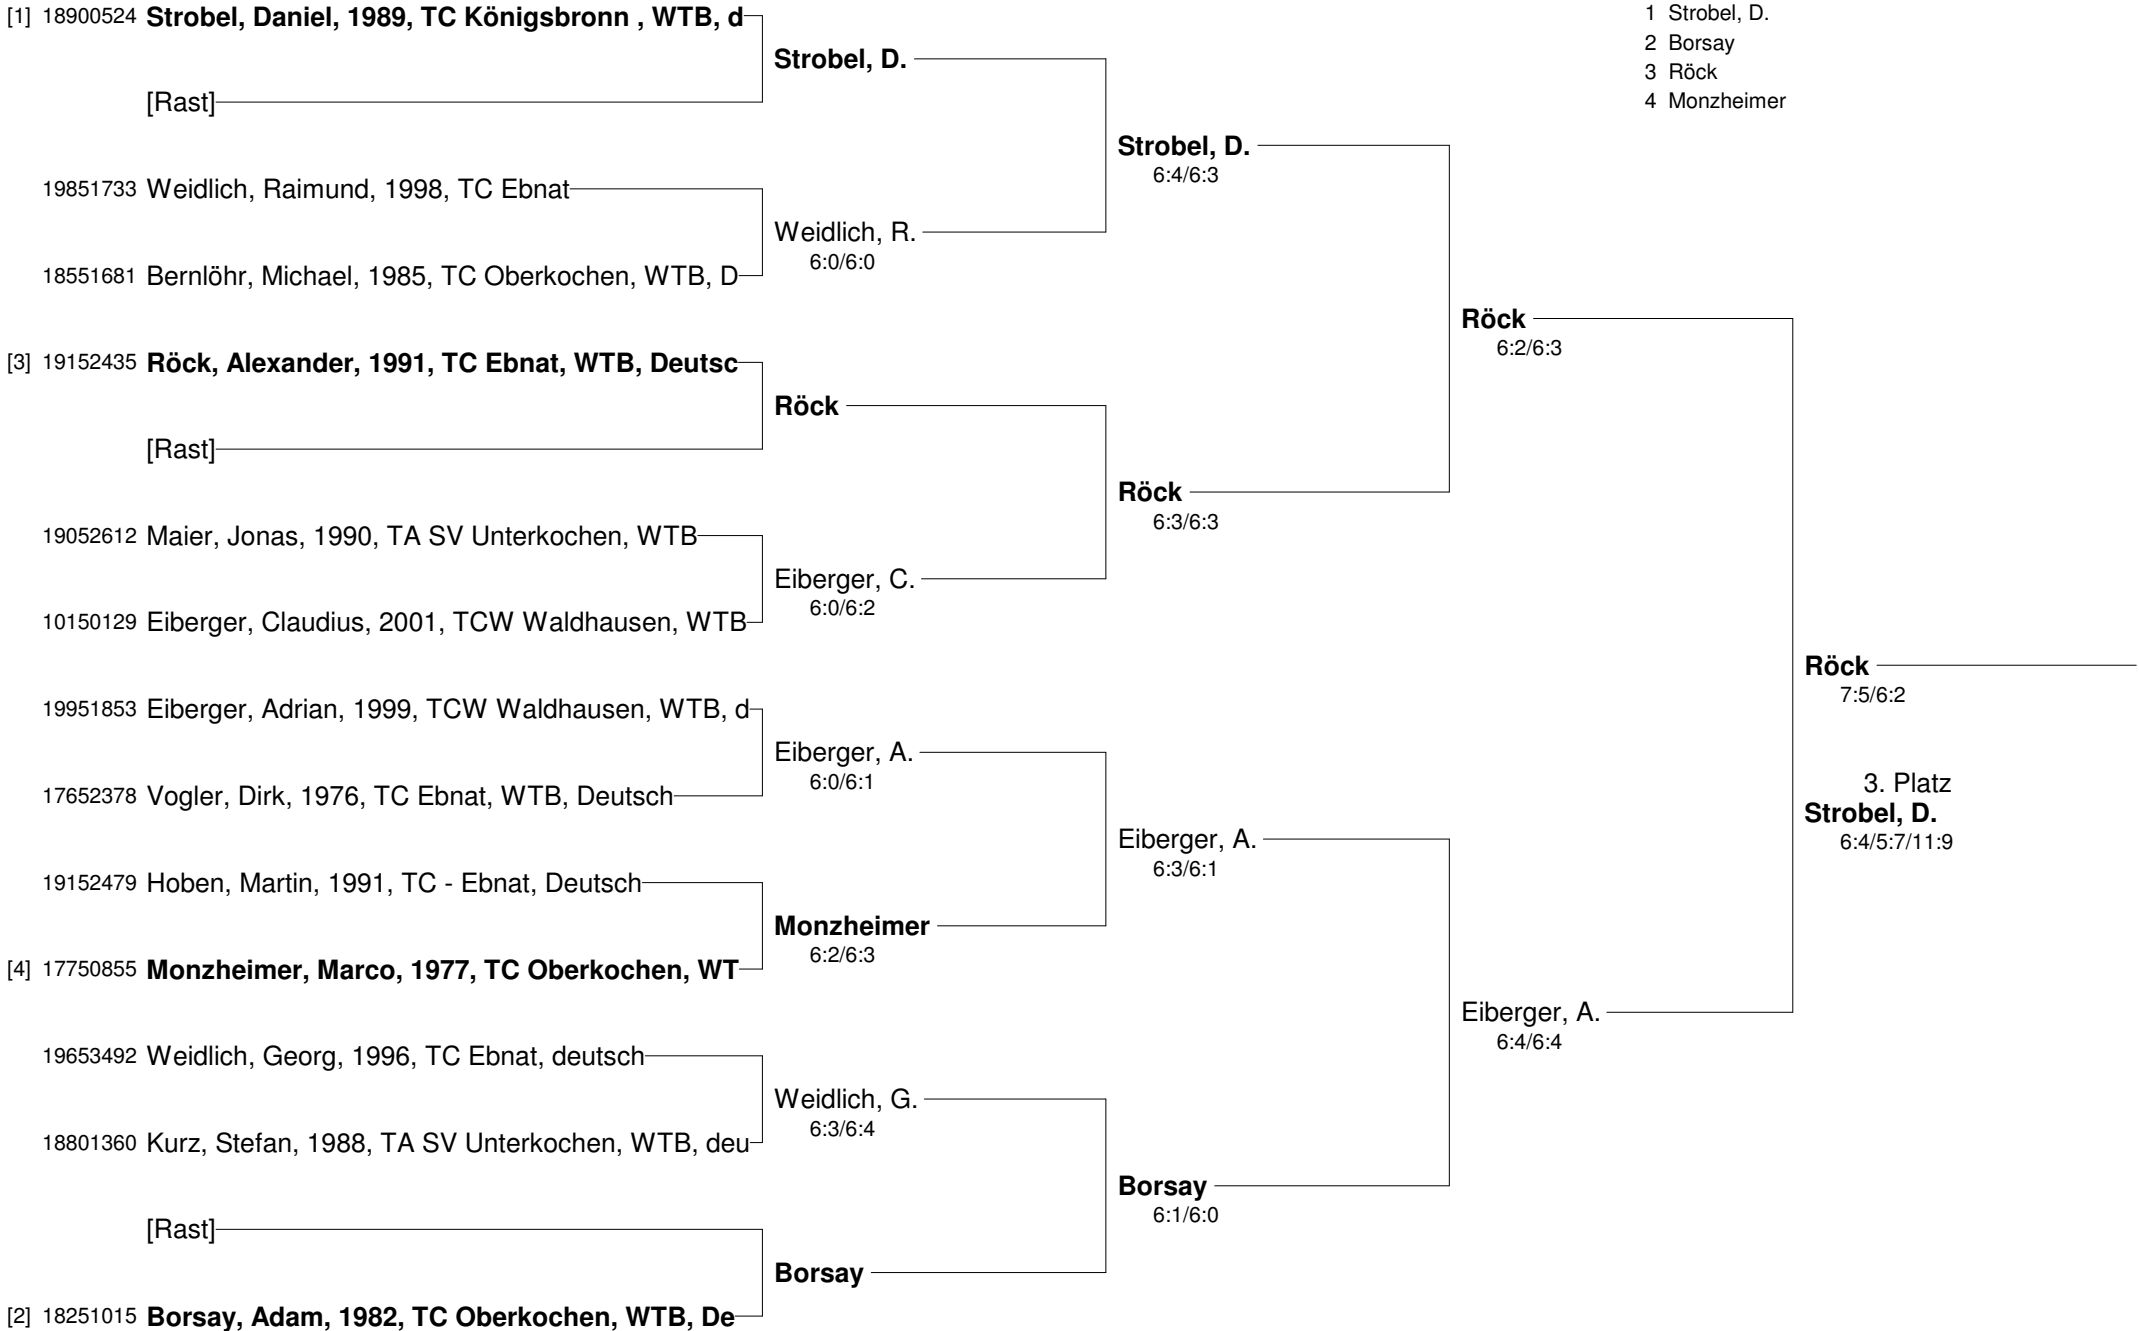 [1] 18900524 Strobel, Daniel, 1989, TC Königsbronn , WTB, d
[Rast]
19851733 Weidlich, Raimund, 1998, TC Ebnat
18551681 Bernlöhr, Michael, 1985, TC Oberkochen, WTB, D
[3] 19152435 Röck, Alexander, 1991, TC Ebnat, WTB, Deutsc
[Rast]
19052612 Maier, Jonas, 1990, TA SV Unterkochen, WTB
10150129 Eiberger, Claudius, 2001, TCW Waldhausen, WTB
19951853 Eiberger, Adrian, 1999, TCW Waldhausen, WTB, d
17652378 Vogler, Dirk, 1976, TC Ebnat, WTB, Deutsch
19152479 Hoben, Martin, 1991, TC - Ebnat, Deutsch
[4] 17750855 Monzheimer, Marco, 1977, TC Oberkochen, WT
19653492 Weidlich, Georg, 1996, TC Ebnat, deutsch
18801360 Kurz, Stefan, 1988, TA SV Unterkochen, WTB, deu
[Rast]
[2] 18251015 Borsay, Adam, 1982, TC Oberkochen, WTB, De
Strobel, D.
Weidlich, R.
6:0/6:0
Röck
Eiberger, C.
6:0/6:2
Eiberger, A.
6:0/6:1
Monzheimer
6:2/6:3
Weidlich, G.
6:3/6:4
Borsay
Strobel, D.
6:4/6:3
Röck
6:3/6:3
Eiberger, A.
6:3/6:1
Borsay
6:1/6:0
Röck
6:2/6:3
Eiberger, A.
6:4/6:4
Röck
7:5/6:2
3. Platz
Strobel, D.
6:4/5:7/11:9
1 Strobel, D.
2 Borsay
3 Röck
4 Monzheimer